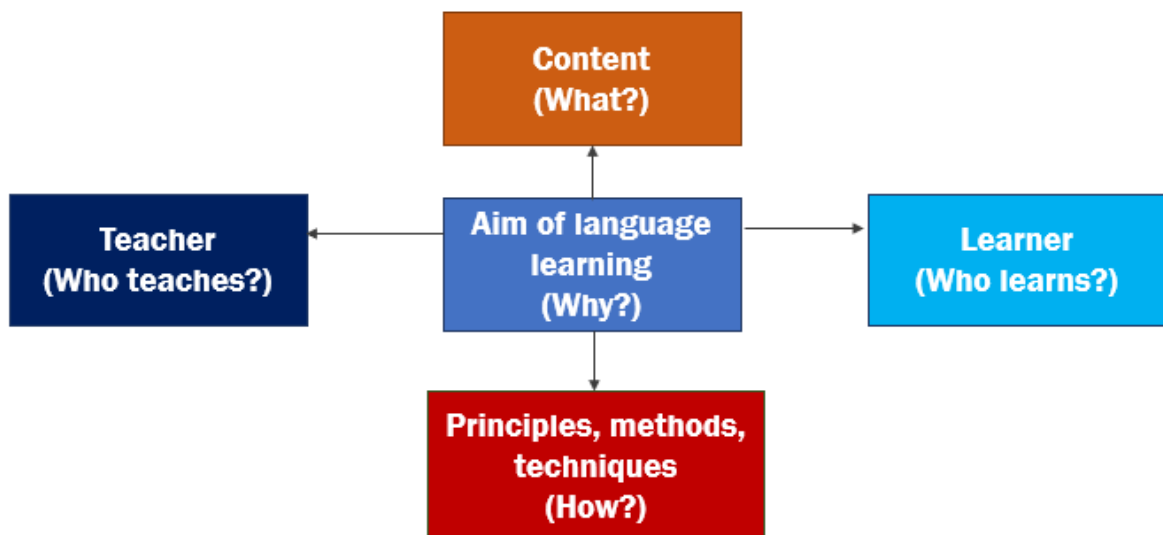 Content
(What?)
Teacher
(Who teaches?)
Aim of language
learning
(Why?)
Learner
(Who learns?)
Principles, methods,
techniques
(How?)